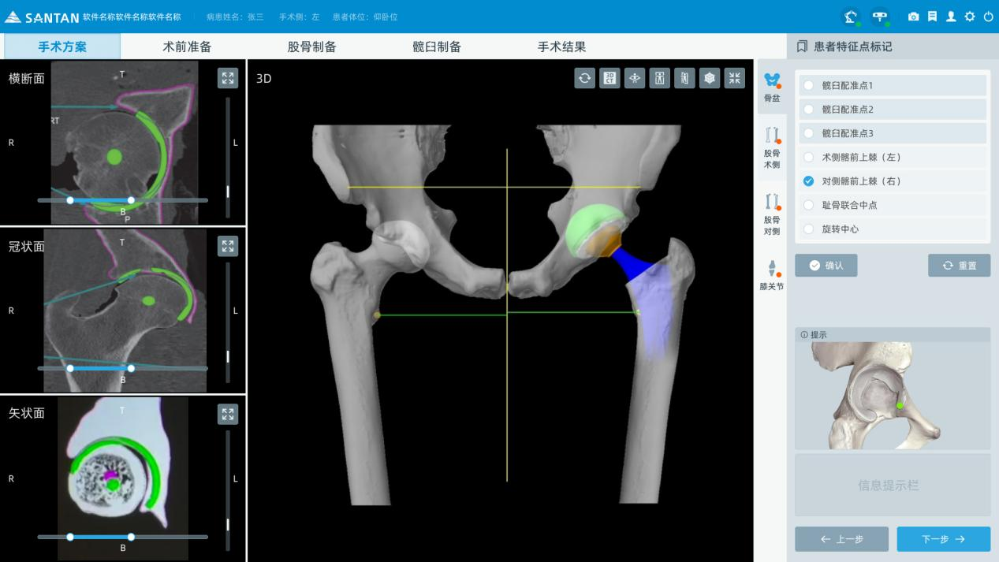 SANTAN 软件名称软件名称软件名称 病患姓名：张三 手术侧：左 患者体位：仰卧位
手术方案 术前准备 股骨制备 髋臼制备 手术结果
横断面
T
RT
R
L
B
P
冠状面
T
R
L
B
矢状面
T
R
L
B
3D
3D
CT
骨盆
股骨
术侧
股骨
对侧
膝关节
患者特征点标记
髋臼配准点1
髋臼配准点2
髋臼配准点3
术侧髂前上棘（左）
对侧髂前上棘（右）
耻骨联合中点
旋转中心
确认 重置
提示
信息提示栏
上一步 下一步